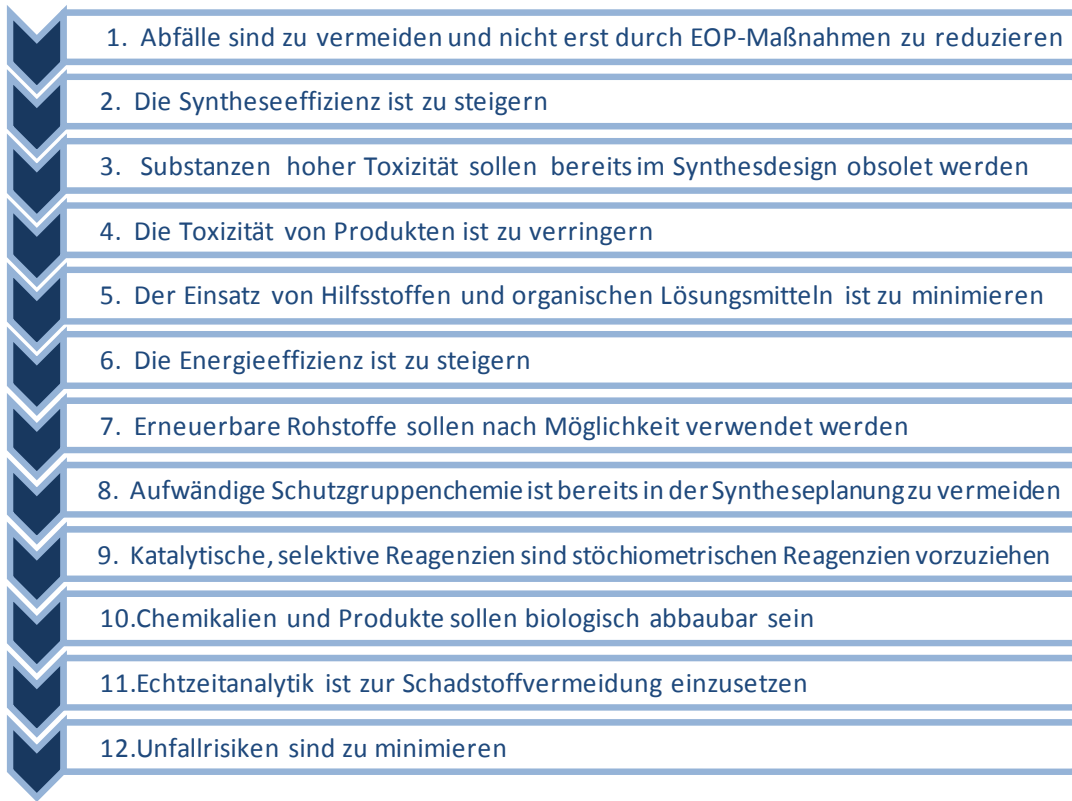 1. Abfälle sind zu vermeiden und nicht erst durch EOP-Maßnahmen zu reduzieren
2. Die Syntheseeffizienz ist zu steigern
3. Substanzen hoher Toxizität sollen bereits im Synthesdesign obsolet werden
4. Die Toxizität von Produkten ist zu verringern
5. Der Einsatz von Hilfsstoffen und organischen Lösungsmitteln ist zu minimieren
6. Die Energieeffizienz ist zu steigern
7. Erneuerbare Rohstoffe sollen nach Möglichkeit verwendet werden
8. Aufwändige Schutzgruppenchemie ist bereits in der Syntheseplanung zu vermeiden
9. Katalytische, selektive Reagenzien sind stöchiometrischen Reagenzien vorzuziehen
10.Chemikalien und Produkte sollen biologisch abbaubar sein
11.Echtzeitanalytik ist zur Schadstoffvermeidung einzusetzen
12.Unfallrisiken sind zu minimieren